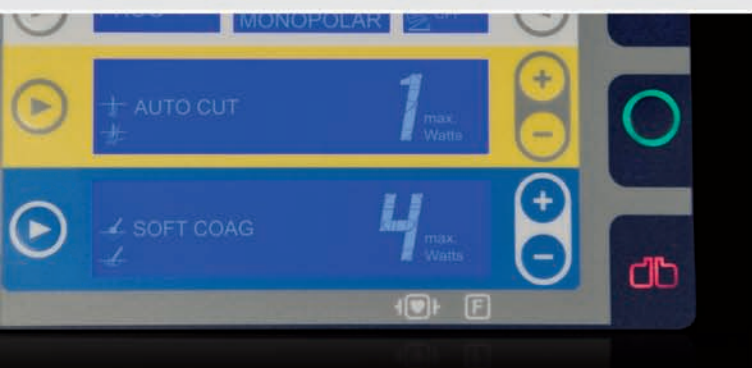 MONOPOLAR
AUTO CUT
1
max.
Watts
+
−
SOFT COAG
4
max.
Watts
+
−
F